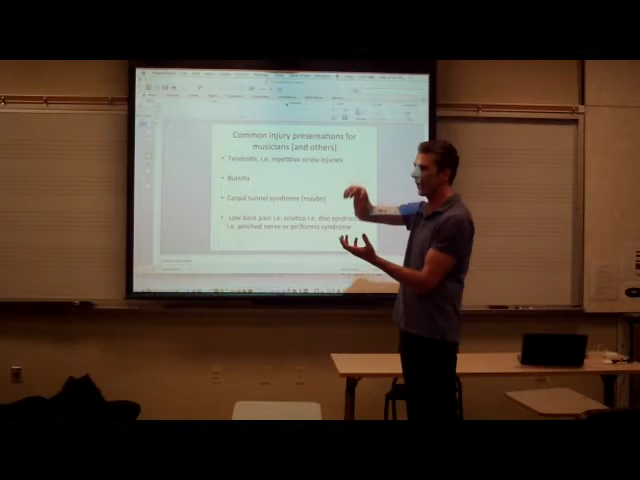 Common injury presentations for
musicians (and others)
• Tendonitis, i.e. repetitive stress injuries
• Bursitis
• Carpal tunnel syndrome (maybe)
• Low back pain i.e. sciatica i.e., disc syndrome
i.e. pinched nerve or piriformis syndrome